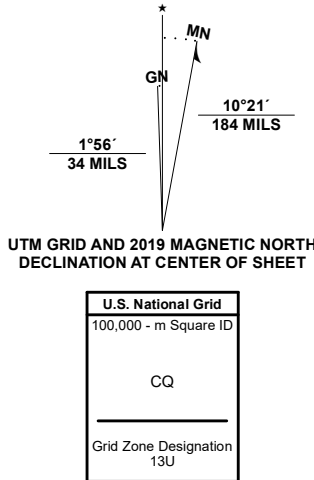 ★
MN
GN
10°21´
184 MILS
1°56´
34 MILS
UTM GRID AND 2019 MAGNETIC NORTH
DECLINATION AT CENTER OF SHEET
U.S. National Grid
100,000 - m Square ID
CQ
Grid Zone Designation
13U